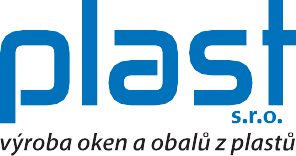 plast
s.r.o.
výroba oken a obalů z plastů